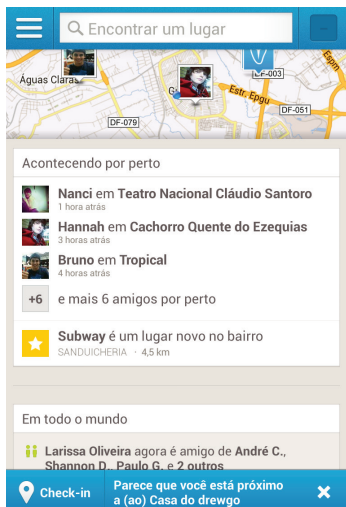 Encontrar um lugar
Águas Claras
DF-003
Espm
Estr. Epgu
DF-051
DF-079
Acontecendo por perto
Nanci em Teatro Nacional Cláudio Santoro
1 hora atrás
Hannah em Cachorro Quente do Ezequias
3 horas atrás
Bruno em Tropical
4 horas atrás
+6 e mais 6 amigos por perto
Subway é um lugar novo no bairro
SANDUICHERIA · 4,5 km
Em todo o mundo
Larissa Oliveira agora é amigo de André C.,
Shannon D., Paulo G. e 2 outros
Check-in
Parece que você está próximo
a (ao) Casa do drewgo